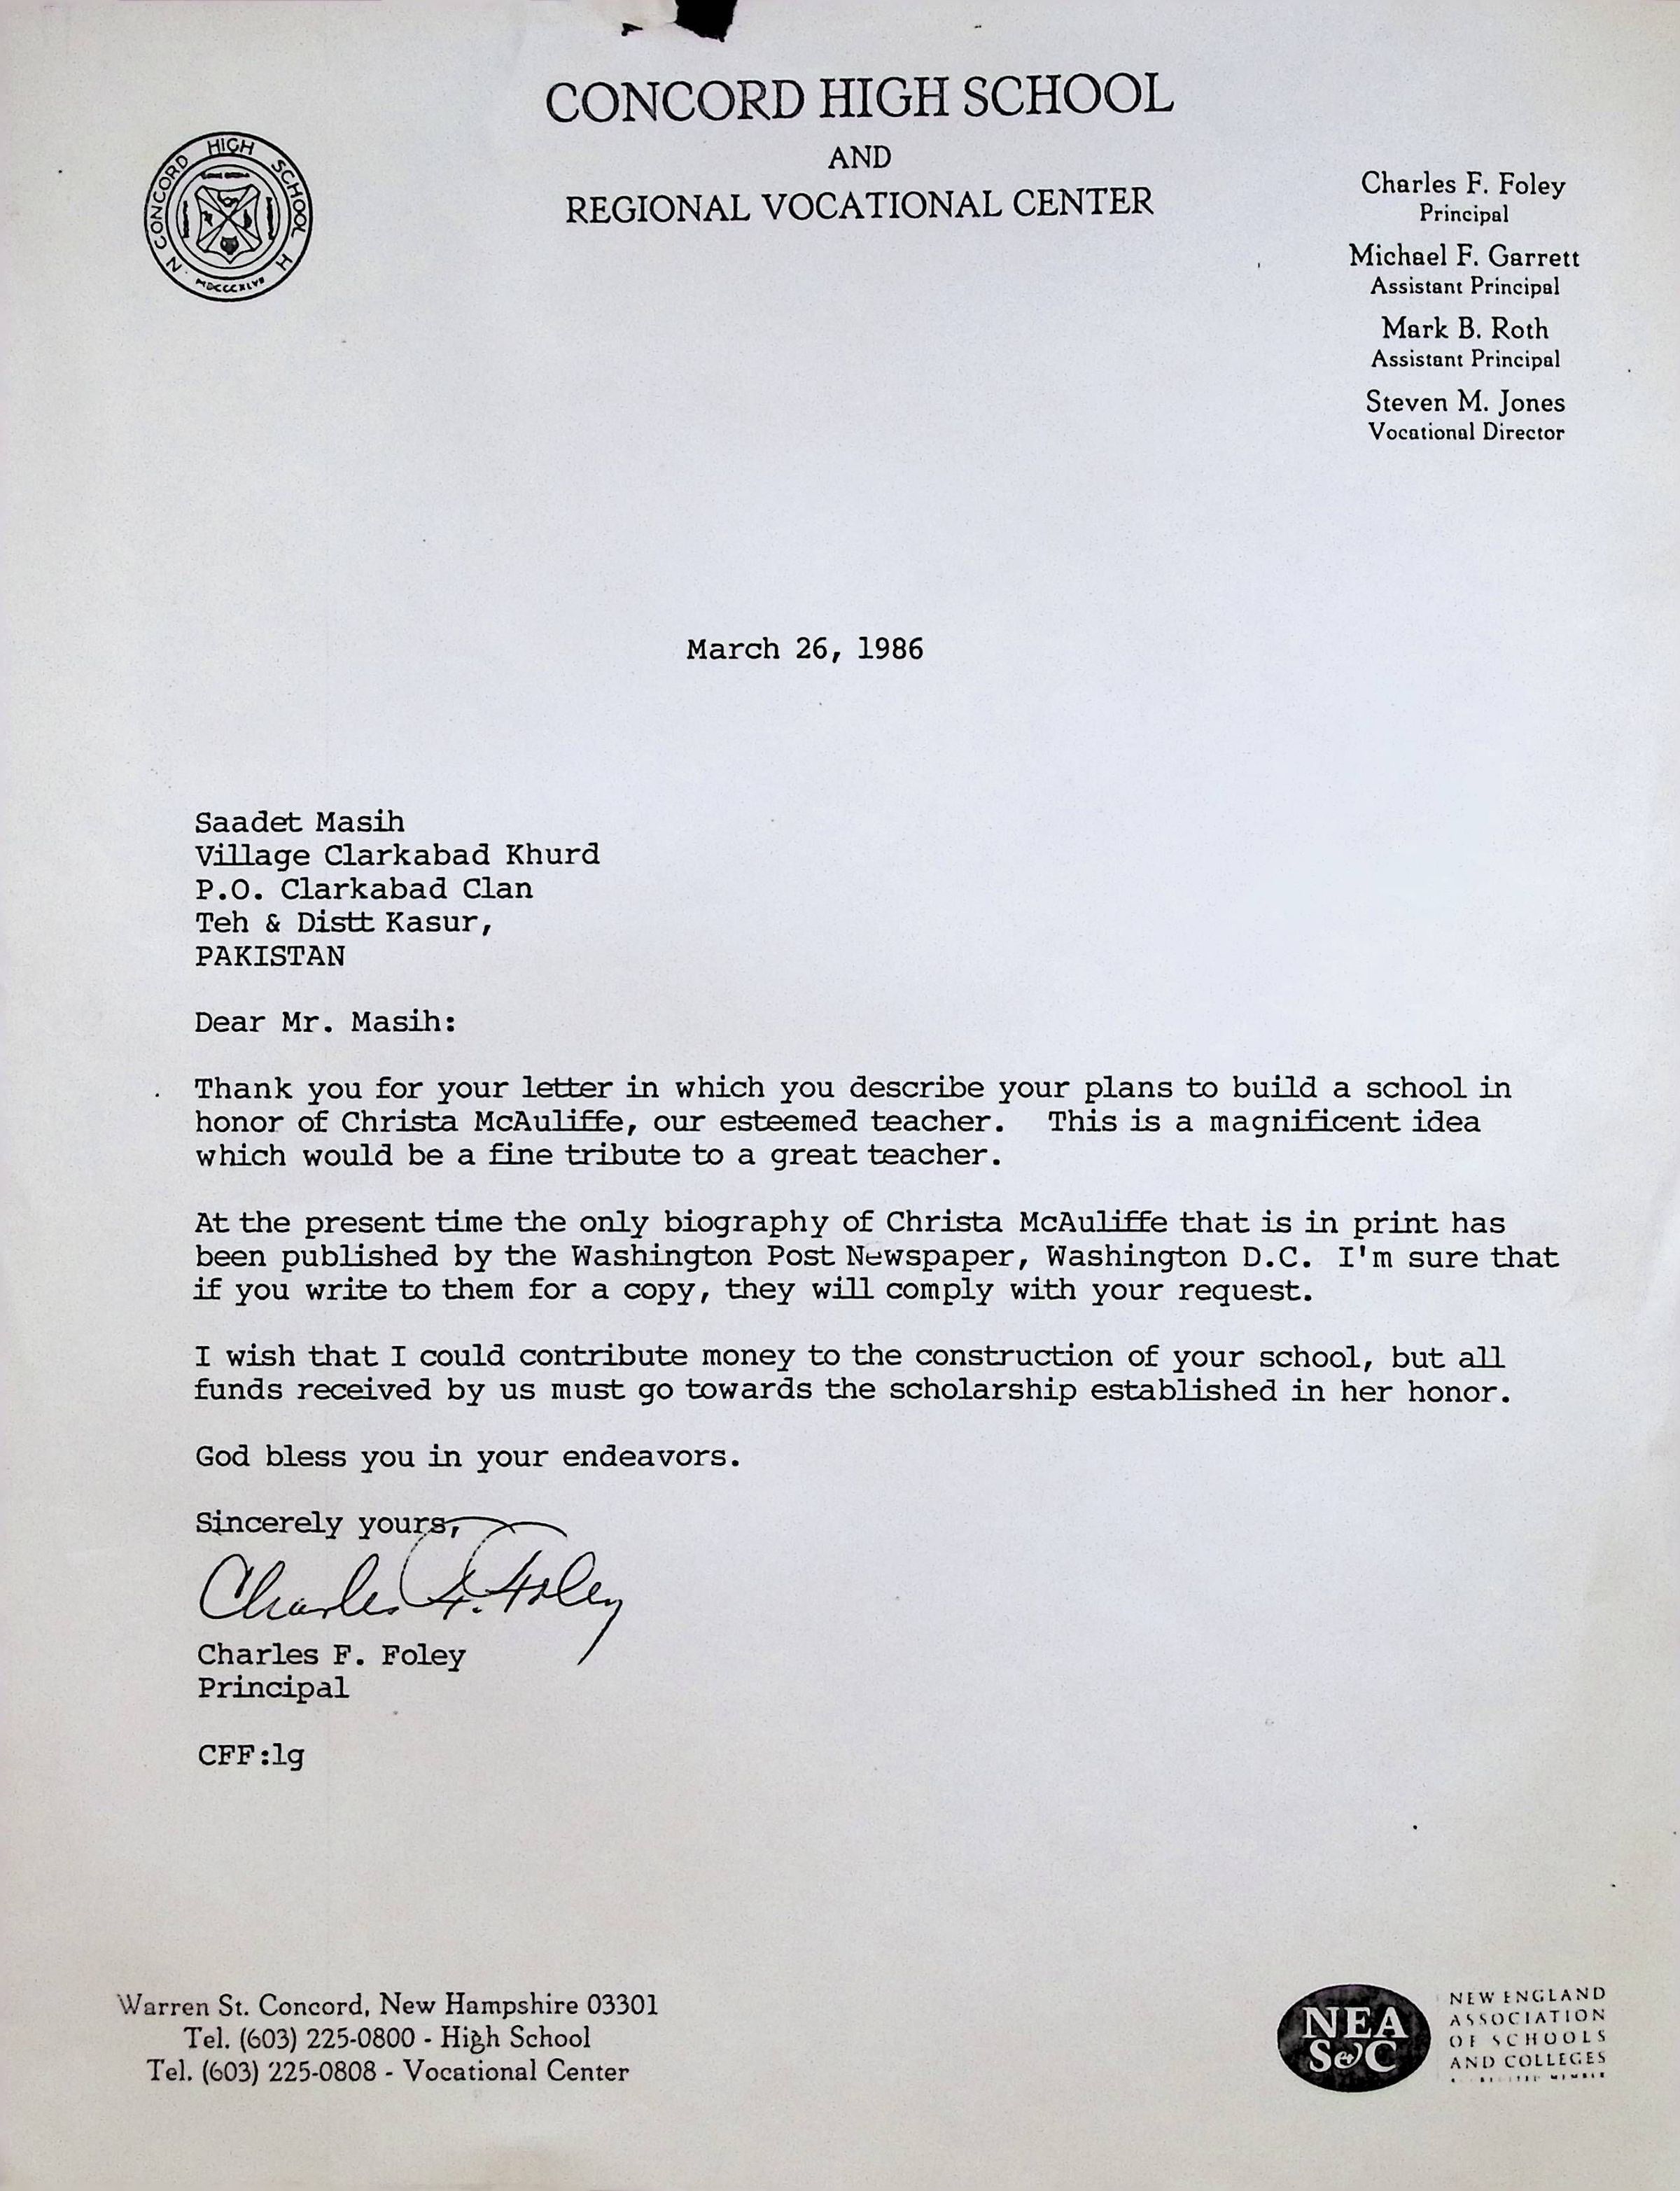 CONCORD HIGH SCHOOL
AND
REGIONAL VOCATIONAL CENTER
CONCORD HIGH SCHOOL N. H.
MDCCCXLVI
Charles F. Foley
Principal
Michael F. Garrett
Assistant Principal
Mark B. Roth
Assistant Principal
Steven M. Jones
Vocational Director
March 26, 1986
Saadet Masih
Village Clarkabad Khurd
P.O. Clarkabad Clan
Teh & Distt Kasur,
PAKISTAN
Dear Mr. Masih:
Thank you for your letter in which you describe your plans to build a school in
honor of Christa McAuliffe, our esteemed teacher. This is a magnificent idea
which would be a fine tribute to a great teacher.
At the present time the only biography of Christa McAuliffe that is in print has
been published by the Washington Post Newspaper, Washington D.C. I'm sure that
if you write to them for a copy, they will comply with your request.
I wish that I could contribute money to the construction of your school, but all
funds received by us must go towards the scholarship established in her honor.
God bless you in your endeavors.
Sincerely yours,
Charles F. Foley
Charles F. Foley
Principal
CFF:lg
Warren St. Concord, New Hampshire 03301
Tel. (603) 225-0800 - High School
Tel. (603) 225-0808 - Vocational Center
NEA
S&C
NEW ENGLAND
ASSOCIATION
OF SCHOOLS
AND COLLEGES
MEMBER